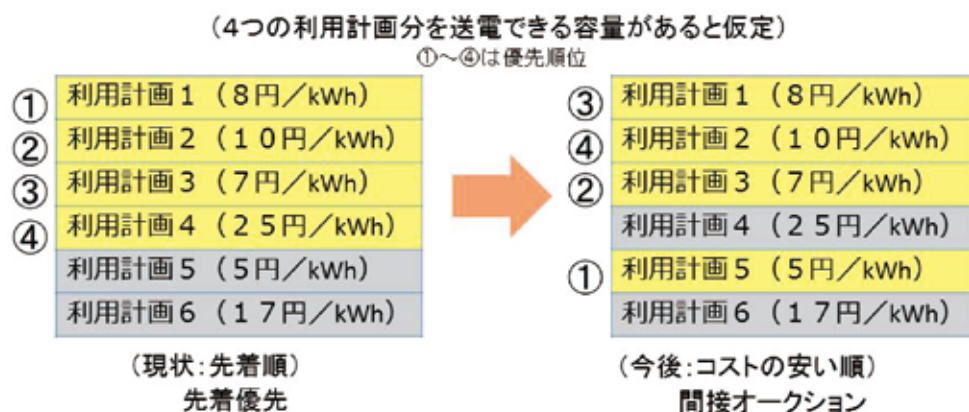 （4つの利用計画分を送電できる容量があると仮定）
①～④は優先順位
① 利用計画1（8円／kWh）
② 利用計画2（10円／kWh）
③ 利用計画3（7円／kWh）
④ 利用計画4（25円／kWh）
利用計画5（5円／kWh）
利用計画6（17円／kWh）
（現状：先着順）
先着優先
③ 利用計画1（8円／kWh）
④ 利用計画2（10円／kWh）
② 利用計画3（7円／kWh）
利用計画4（25円／kWh）
① 利用計画5（5円／kWh）
利用計画6（17円／kWh）
（今後：コストの安い順）
間接オークション